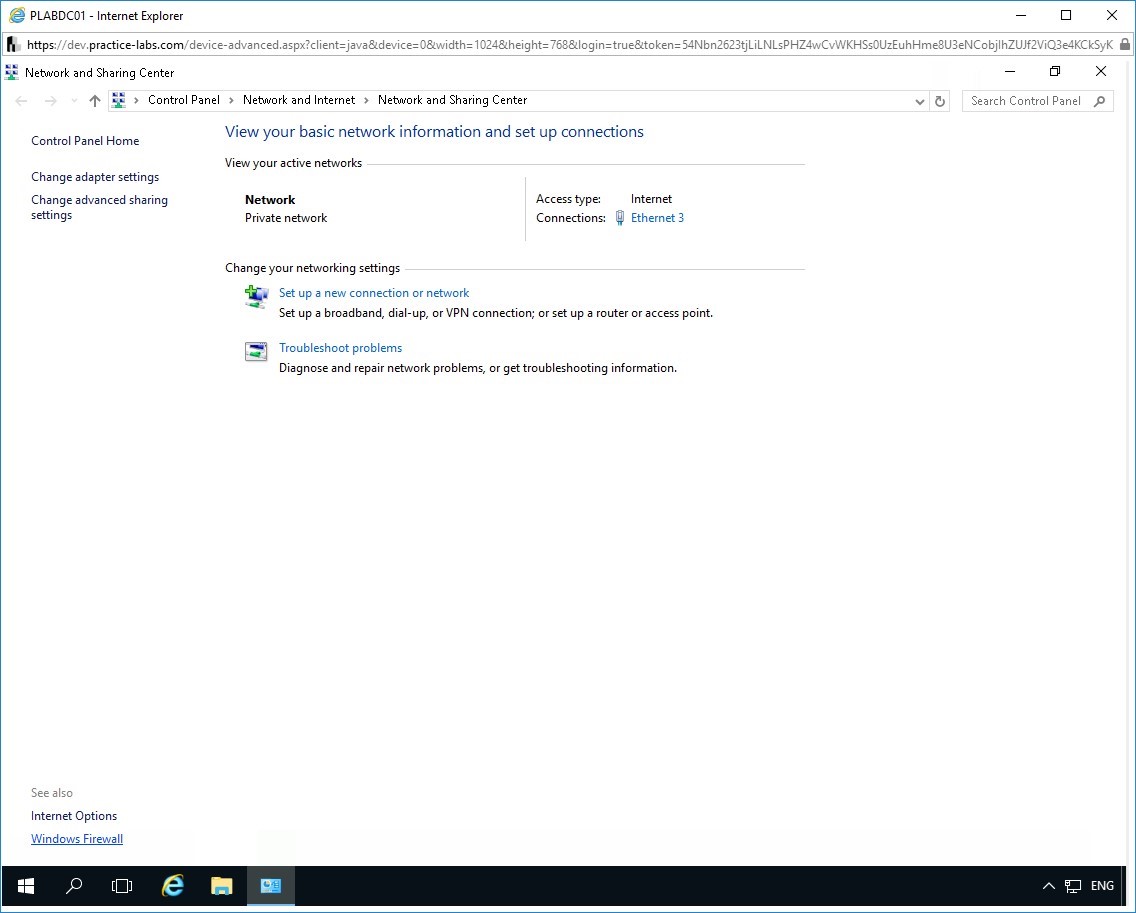 PLABDC01 - Internet Explorer
https://dev.practice-labs.com/device-advanced.aspx?client=java&device=0&width=1024&height=768&login=true&token=54Nbn2623tjLiLNLsPHZ4wCvWKHSs0UzEuhHme8U3eNCobjlhZUJf2ViQ3e4KCkSyK
Network and Sharing Center
Control Panel > Network and Internet > Network and Sharing Center
Search Control Panel
Control Panel Home
Change adapter settings
Change advanced sharing
settings
View your basic network information and set up connections
View your active networks
Network
Private network
Access type: Internet
Connections: Ethernet 3
Change your networking settings
Set up a new connection or network
Set up a broadband, dial-up, or VPN connection; or set up a router or access point.
Troubleshoot problems
Diagnose and repair network problems, or get troubleshooting information.
See also
Internet Options
Windows Firewall
ENG